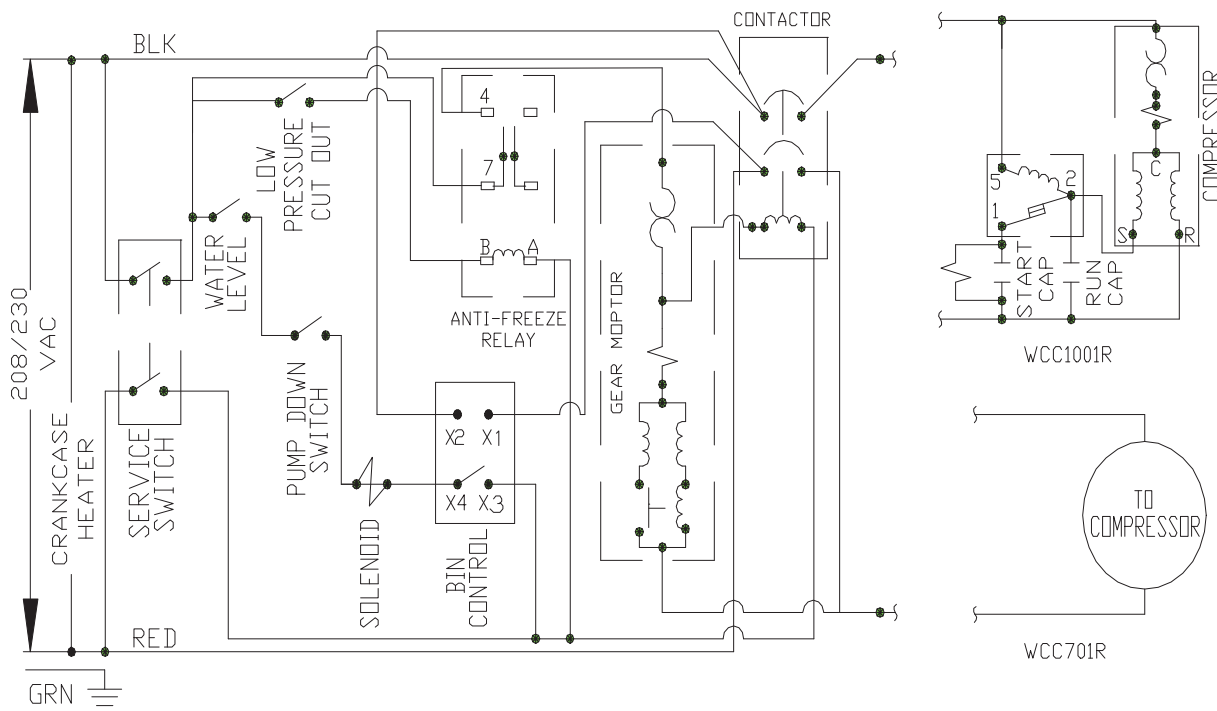 CONTACTOR
BLK
4
7
LOW
PRESSURE
CUT OUT
WATER
LEVEL
B A
ANTI-FREEZE
RELAY
208/230
VAC
CRANKCASE
HEATER
SERVICE
SWITCH
PUMP DOWN
SWITCH
SOLENOID
X2 X1
X4 X3
BIN
CONTROL
GEAR MOPTOR
RED
GRN
COMPRESSOR
C
S R
5 2
1
START
CAP
RUN
CAP
WCC1001R
TO
COMPRESSOR
WCC701R